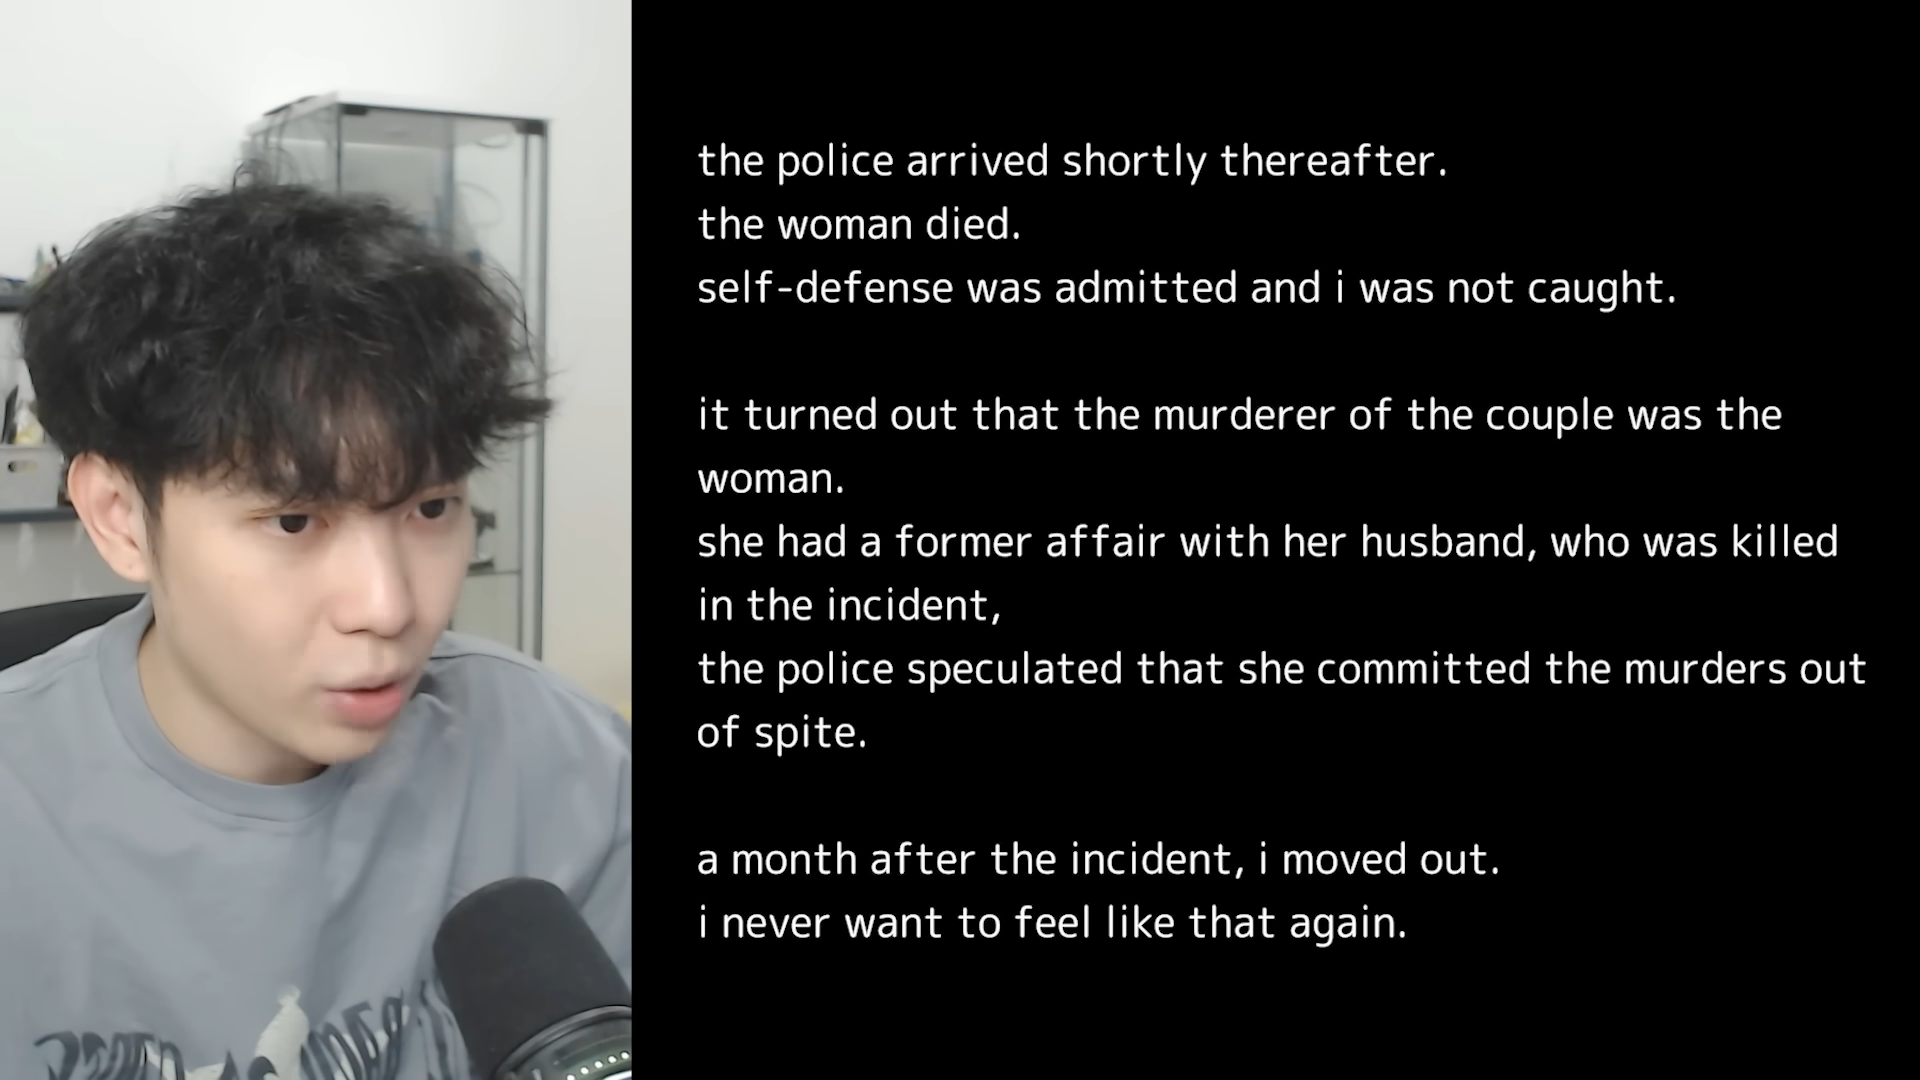 the police arrived shortly thereafter.
the woman died.
self-defense was admitted and i was not caught.
it turned out that the murderer of the couple was the
woman.
she had a former affair with her husband, who was killed
in the incident,
the police speculated that she committed the murders out
of spite.
a month after the incident, i moved out.
i never want to feel like that again.